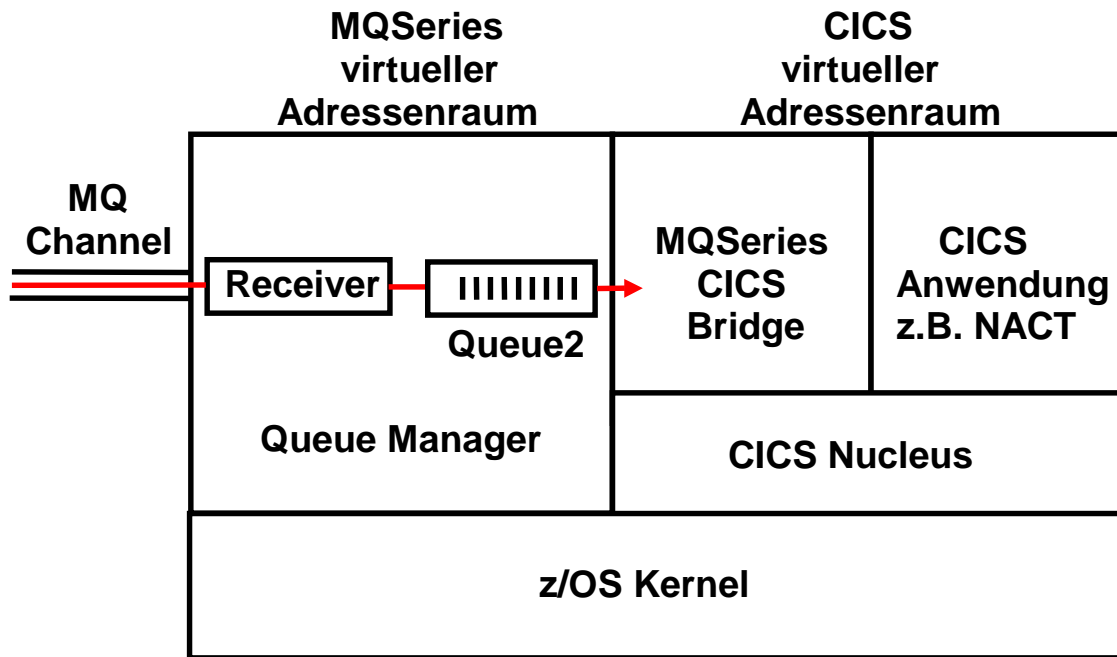 MQSeries
virtueller
Adressenraum
CICS
virtueller
Adressenraum
MQ
Channel
Receiver
Queue2
Queue Manager
MQSeries
CICS
Bridge
CICS
Anwendung
z.B. NACT
CICS Nucleus
z/OS Kernel